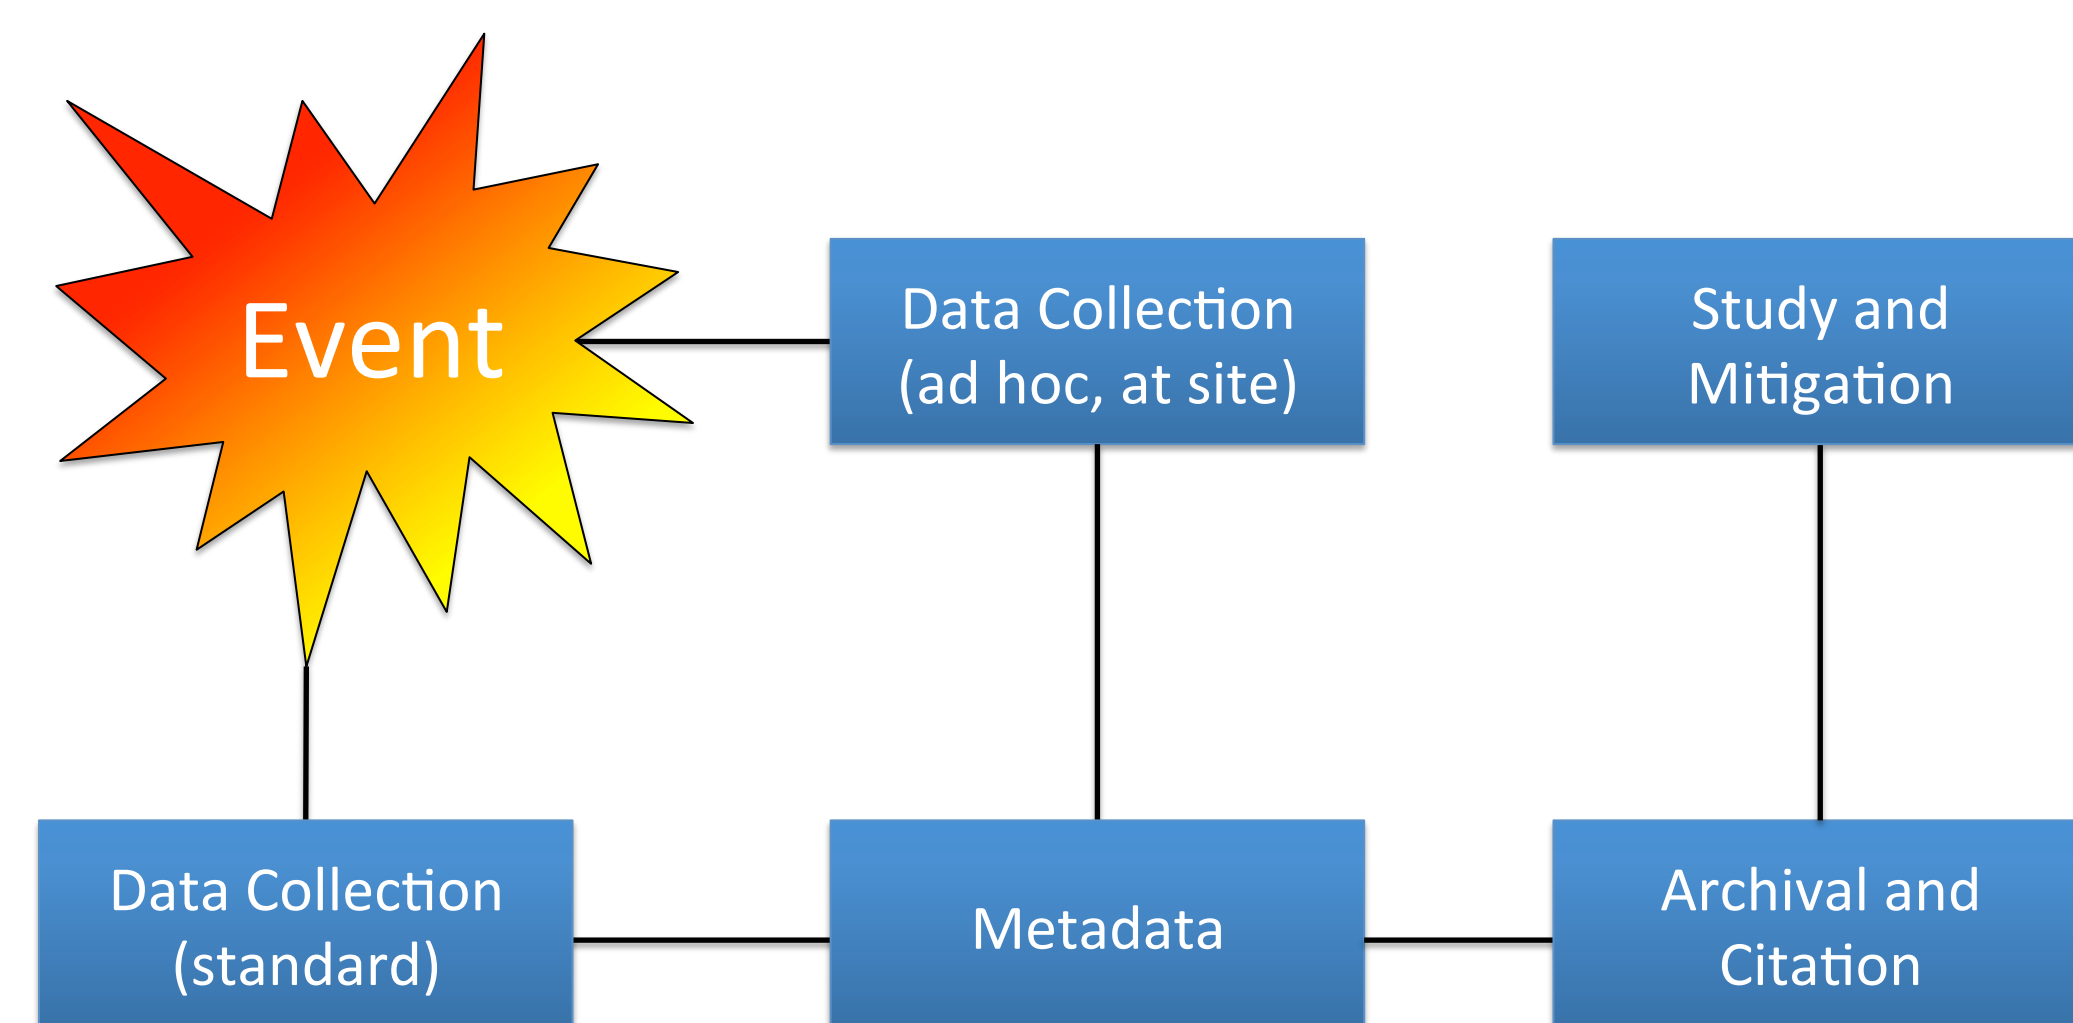 Event
Data Collection
(ad hoc, at site)
Study and
Mitigation
Data Collection
(standard)
Metadata
Archival and
Citation